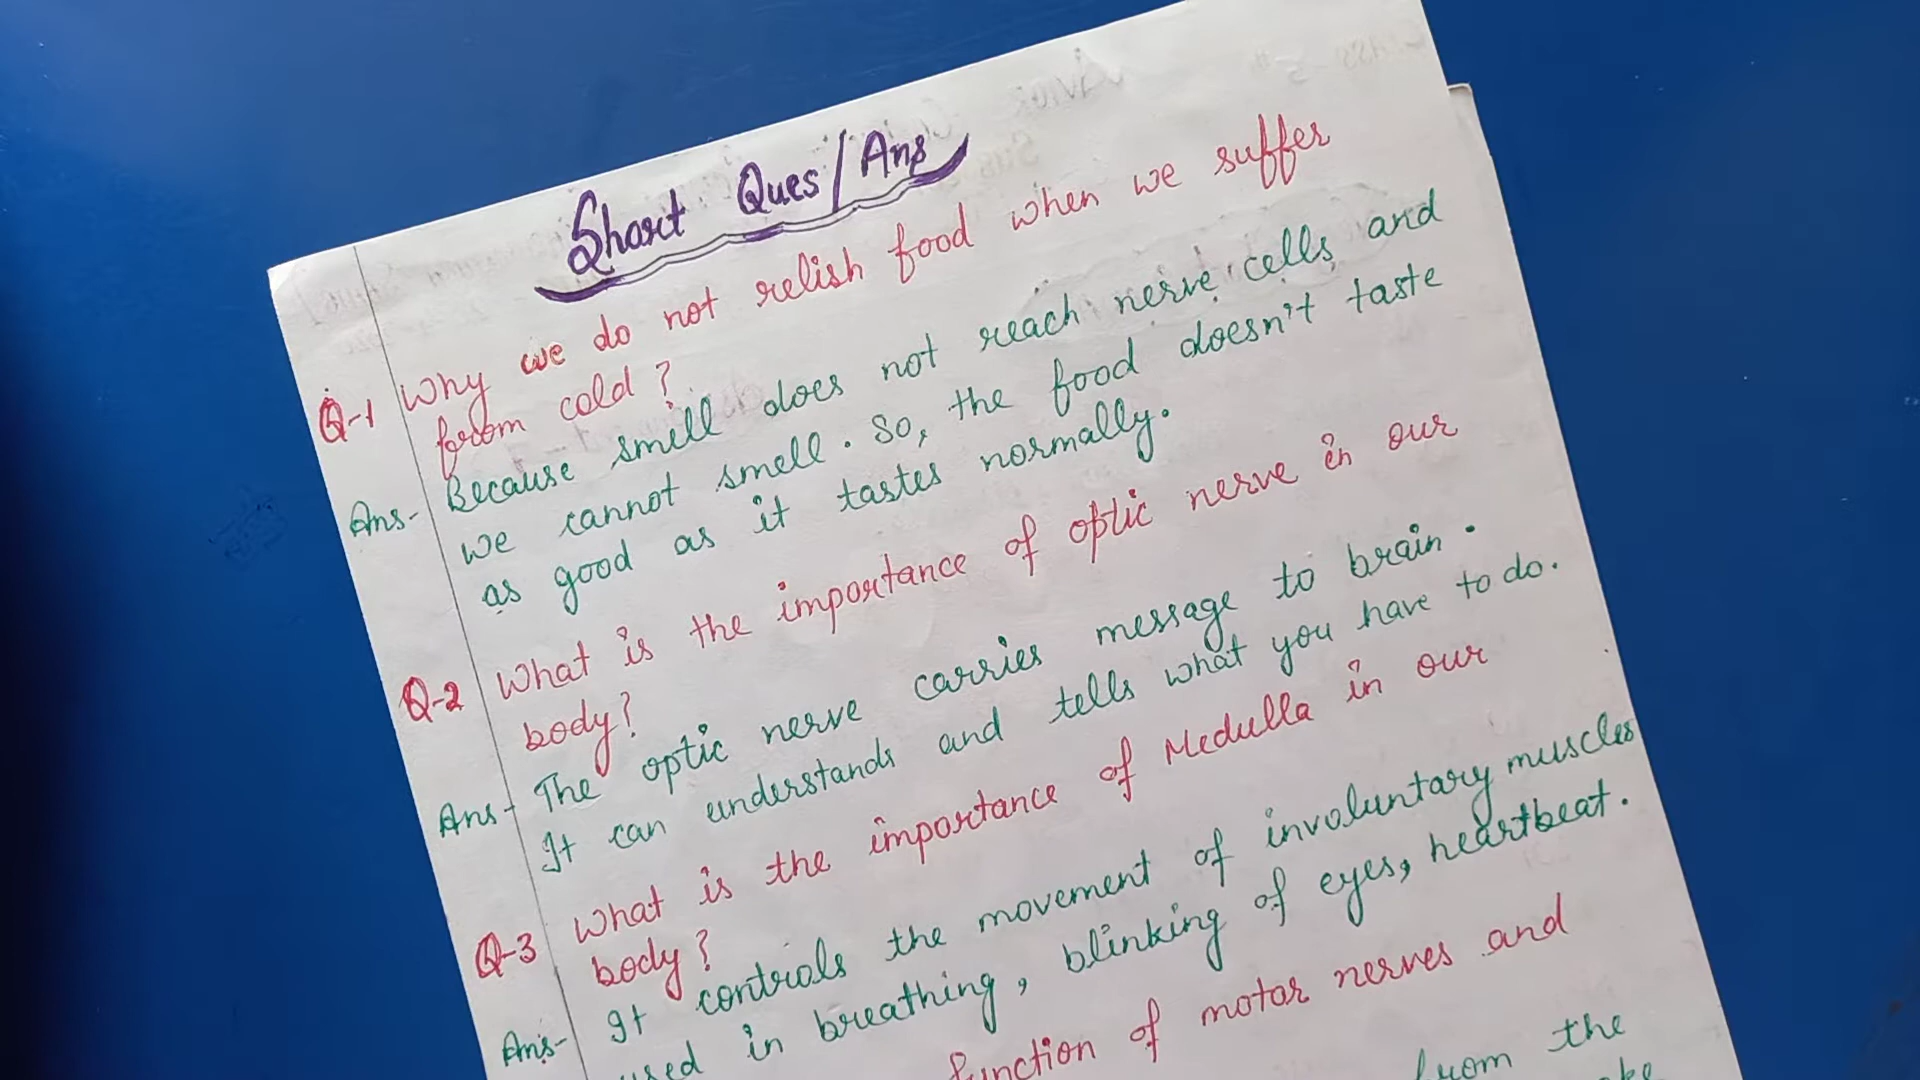 Short Ques/Ans
Q-1 Why we do not relish food when we suffer
from cold?
Ans- Because smell does not reach nerve cells and
we cannot smell. So, the food doesn't taste
as good as it tastes normally.
Q-2 What is the importance of optic nerve in our
body?
Ans- The optic nerve carries message to brain.
It can understands and tells what you have to do.
Q-3 What is the importance of Medulla in our
body?
Ans- It controls the movement of involuntary muscles
used in breathing, blinking of eyes, heartbeat.
function of motor nerves and
from the